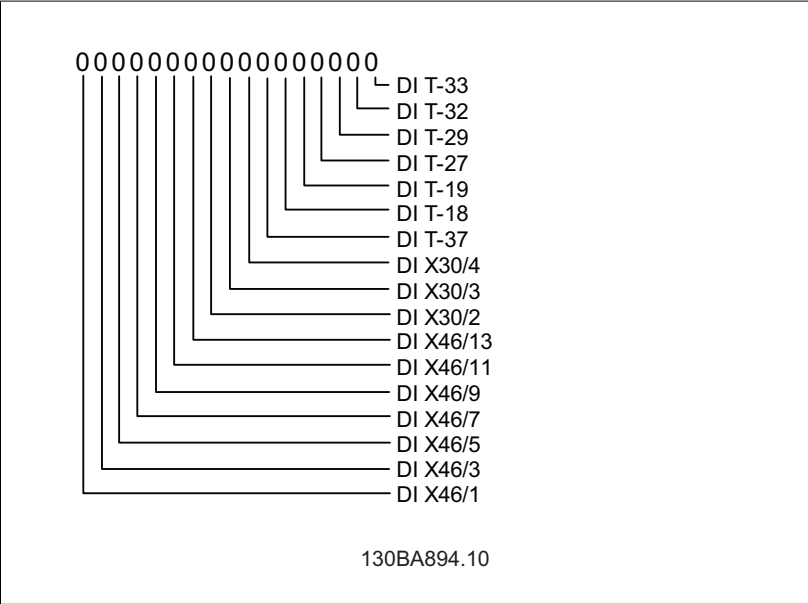 00000000000000000
DI T-33
DI T-32
DI T-29
DI T-27
DI T-19
DI T-18
DI T-37
DI X30/4
DI X30/3
DI X30/2
DI X46/13
DI X46/11
DI X46/9
DI X46/7
DI X46/5
DI X46/3
DI X46/1
130BA894.10